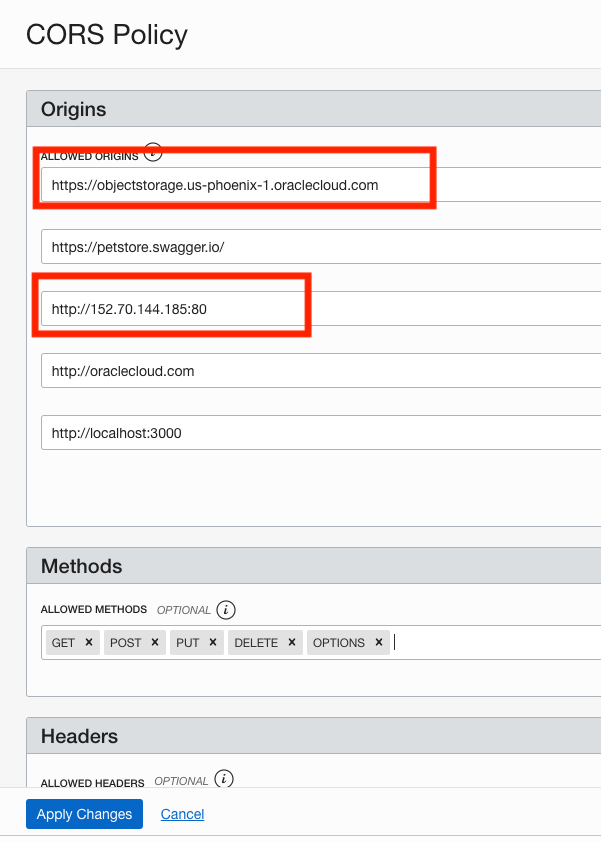 CORS Policy
Origins
ALLOWED ORIGINS i
https://objectstorage.us-phoenix-1.oraclecloud.com
https://petstore.swagger.io/
http://152.70.144.185:80
http://oraclecloud.com
http://localhost:3000
Methods
ALLOWED METHODS OPTIONAL i
GET × POST × PUT × DELETE × OPTIONS ×
Headers
ALLOWED HEADERS OPTIONAL i
Apply Changes Cancel